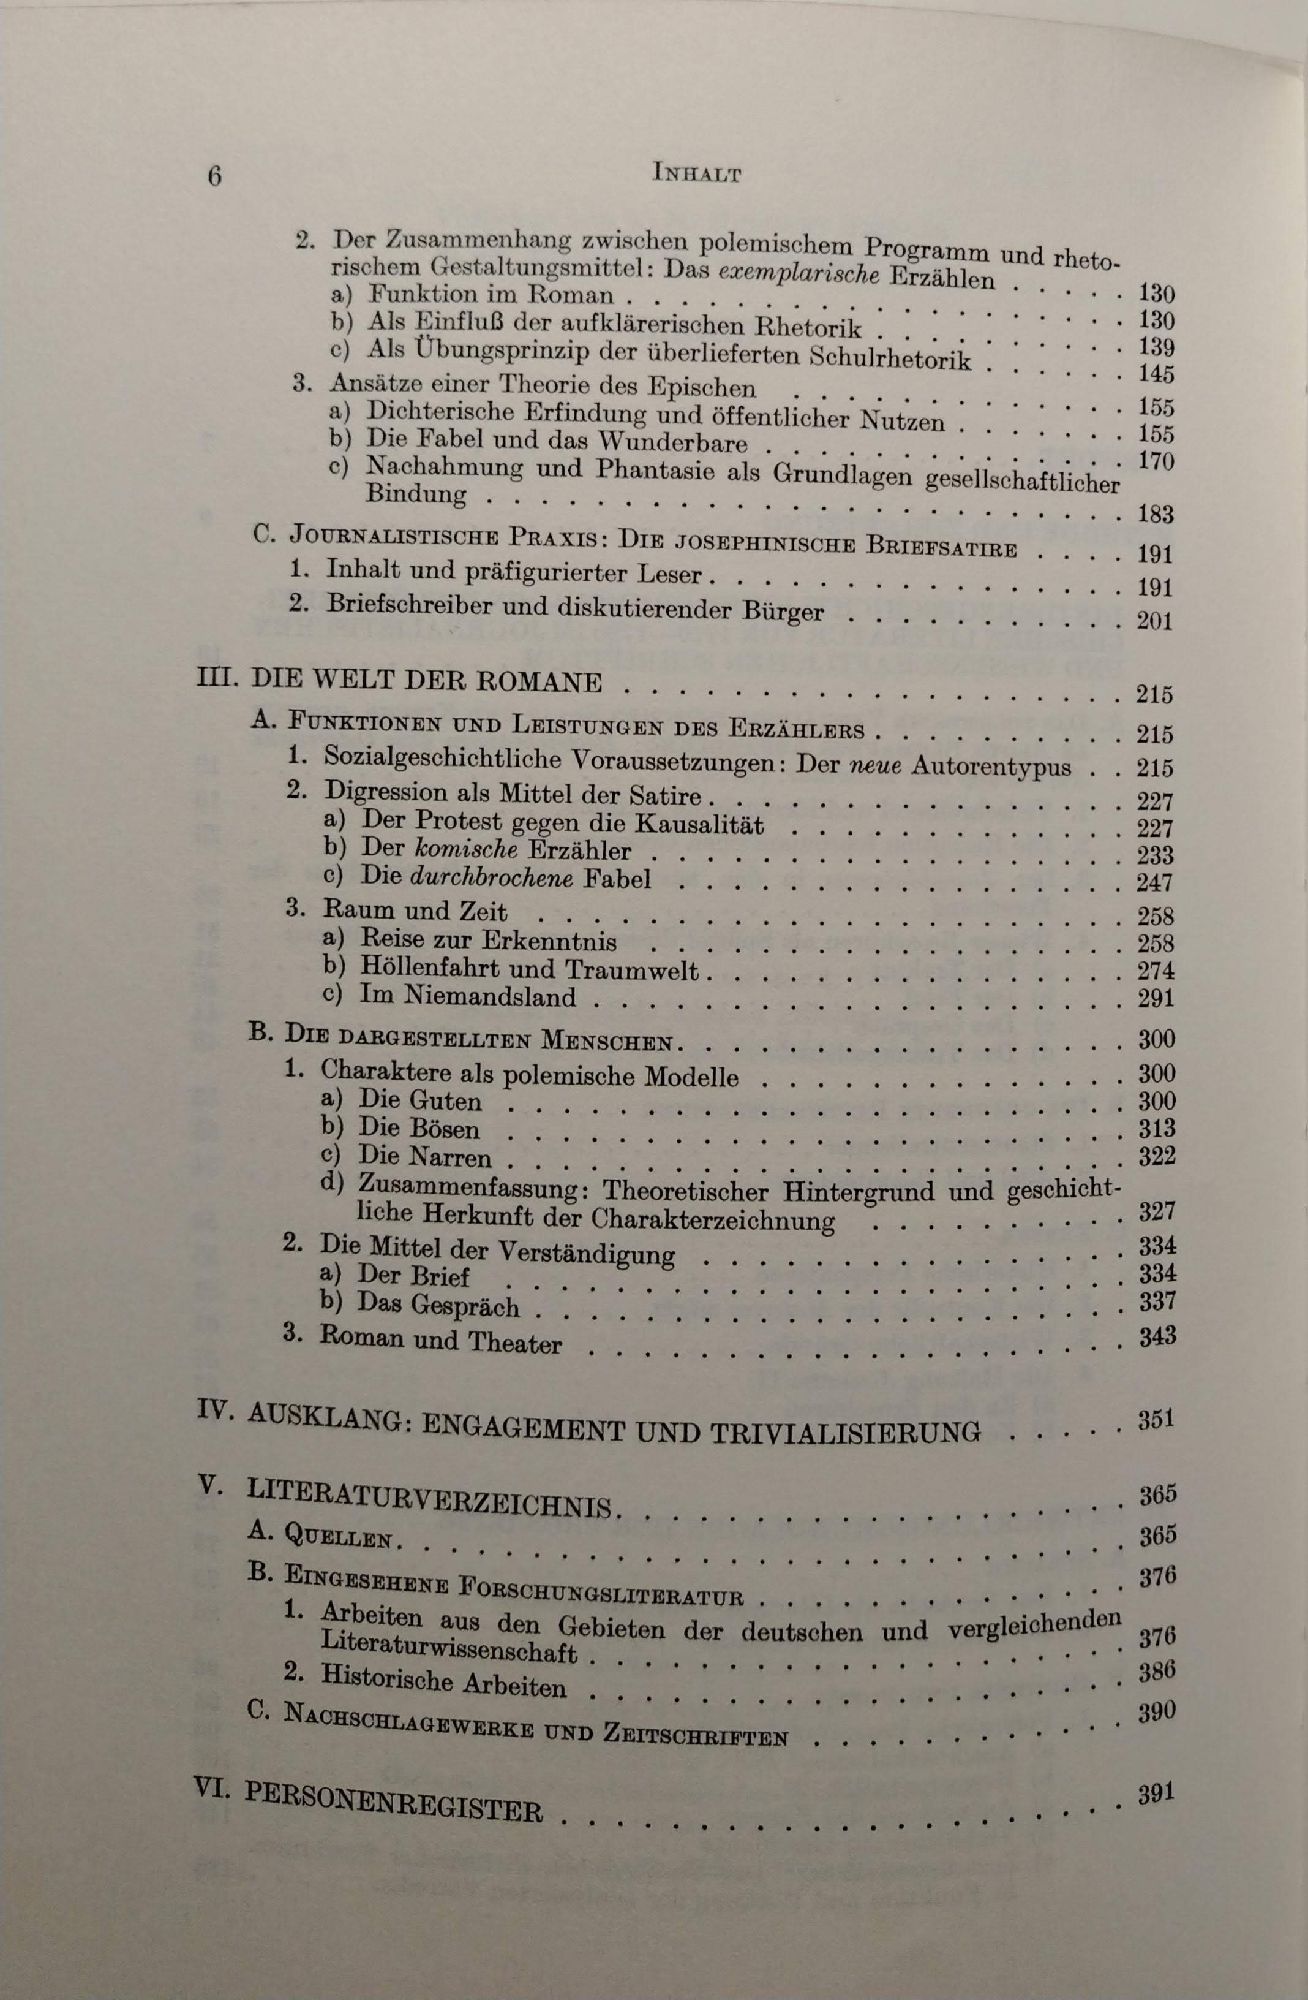 6 INHALT
2. Der Zusammenhang zwischen polemischem Programm und rheto-
rischem Gestaltungsmittel: Das exemplarische Erzählen . . . . . 130
a) Funktion im Roman . . . . . . . . . . . . . . . . . . 130
b) Als Einfluß der aufklärerischen Rhetorik . . . . . . . . . 139
c) Als Übungsprinzip der überlieferten Schulrhetorik . . . . . . 145
3. Ansätze einer Theorie des Epischen . . . . . . . . . . . . 155
a) Dichterische Erfindung und öffentlicher Nutzen . . . . . . . 155
b) Die Fabel und das Wunderbare . . . . . . . . . . . . . 170
c) Nachahmung und Phantasie als Grundlagen gesellschaftlicher
Bindung . . . . . . . . . . . . . . . . . . . . . . . 183
C. JOURNALISTISCHE PRAXIS: DIE JOSEPHINISCHE BRIEFSATIRE . . . . 191
1. Inhalt und präfigurierter Leser . . . . . . . . . . . . . . . 191
2. Briefschreiber und diskutierender Bürger . . . . . . . . . . 201
III. DIE WELT DER ROMANE . . . . . . . . . . . . . . . . . . 215
A. FUNKTIONEN UND LEISTUNGEN DES ERZÄHLERS . . . . . . . . . 215
1. Sozialgeschichtliche Voraussetzungen: Der neue Autorentypus . . 215
2. Digression als Mittel der Satire . . . . . . . . . . . . . . . 227
a) Der Protest gegen die Kausalität . . . . . . . . . . . . 227
b) Der komische Erzähler . . . . . . . . . . . . . . . . . 233
c) Die durchbrochene Fabel . . . . . . . . . . . . . . . . 247
3. Raum und Zeit . . . . . . . . . . . . . . . . . . . . . 258
a) Reise zur Erkenntnis . . . . . . . . . . . . . . . . . 258
b) Höllenfahrt und Traumwelt . . . . . . . . . . . . . . . 274
c) Im Niemandsland . . . . . . . . . . . . . . . . . . . 291
B. DIE DARGESTELLTEN MENSCHEN . . . . . . . . . . . . . . . . 300
1. Charaktere als polemische Modelle . . . . . . . . . . . . . 300
a) Die Guten . . . . . . . . . . . . . . . . . . . . . . 300
b) Die Bösen . . . . . . . . . . . . . . . . . . . . . . 313
c) Die Narren . . . . . . . . . . . . . . . . . . . . . . 322
d) Zusammenfassung: Theoretischer Hintergrund und geschicht-
liche Herkunft der Charakterzeichnung . . . . . . . . . . 327
2. Die Mittel der Verständigung . . . . . . . . . . . . . . . 334
a) Der Brief . . . . . . . . . . . . . . . . . . . . . . 334
b) Das Gespräch . . . . . . . . . . . . . . . . . . . . . 337
3. Roman und Theater . . . . . . . . . . . . . . . . . . . 343
IV. AUSKLANG: ENGAGEMENT UND TRIVIALISIERUNG . . . . . 351
V. LITERATURVERZEICHNIS . . . . . . . . . . . . . . . . . . 365
A. QUELLEN . . . . . . . . . . . . . . . . . . . . . . . . . . 365
B. EINGESEHENE FORSCHUNGSLITERATUR . . . . . . . . . . . . . 376
1. Arbeiten aus den Gebieten der deutschen und vergleichenden
Literaturwissenschaft . . . . . . . . . . . . . . . . . . . 376
2. Historische Arbeiten . . . . . . . . . . . . . . . . . . . 386
C. NACHSCHLAGEWERKE UND ZEITSCHRIFTEN . . . . . . . . . . . 390
VI. PERSONENREGISTER . . . . . . . . . . . . . . . . . . . . 391